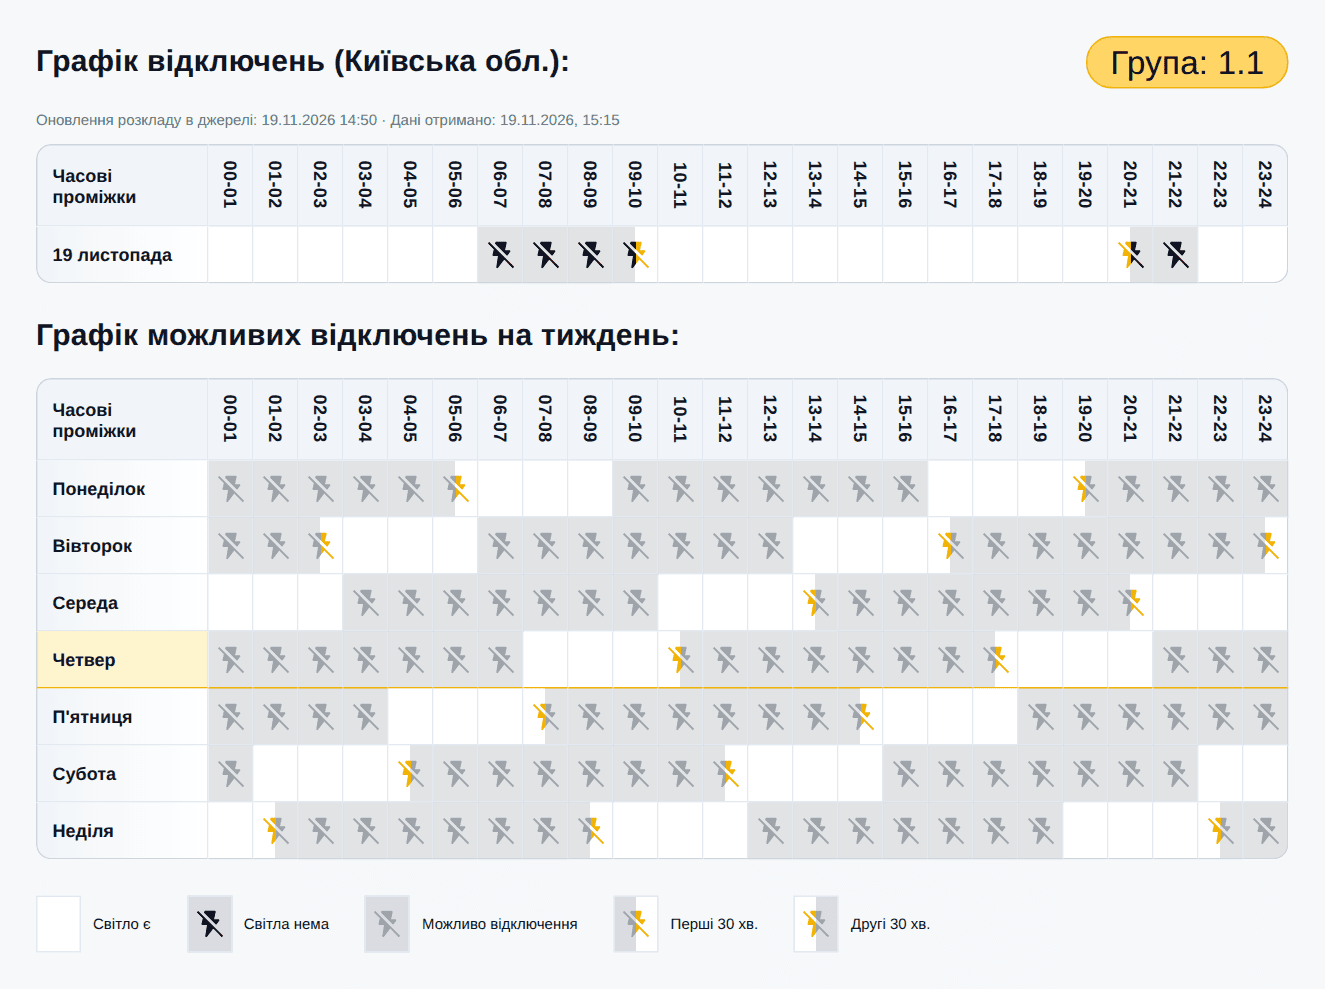 Графік відключень (Київська обл.):
Група: 1.1
Оновлення розкладу в джерелі: 19.11.2026 14:50 · Дані отримано: 19.11.2026, 15:15
Часові
проміжки
00-01 01-02 02-03 03-04 04-05 05-06 06-07 07-08 08-09 09-10 10-11 11-12 12-13 13-14 14-15 15-16 16-17 17-18 18-19 19-20 20-21 21-22 22-23 23-24
19 листопада
Графік можливих відключень на тиждень:
Часові
проміжки
00-01 01-02 02-03 03-04 04-05 05-06 06-07 07-08 08-09 09-10 10-11 11-12 12-13 13-14 14-15 15-16 16-17 17-18 18-19 19-20 20-21 21-22 22-23 23-24
Понеділок
Вівторок
Середа
Четвер
П'ятниця
Субота
Неділя
Світло є
Світла нема
Можливо відключення
Перші 30 хв.
Другі 30 хв.